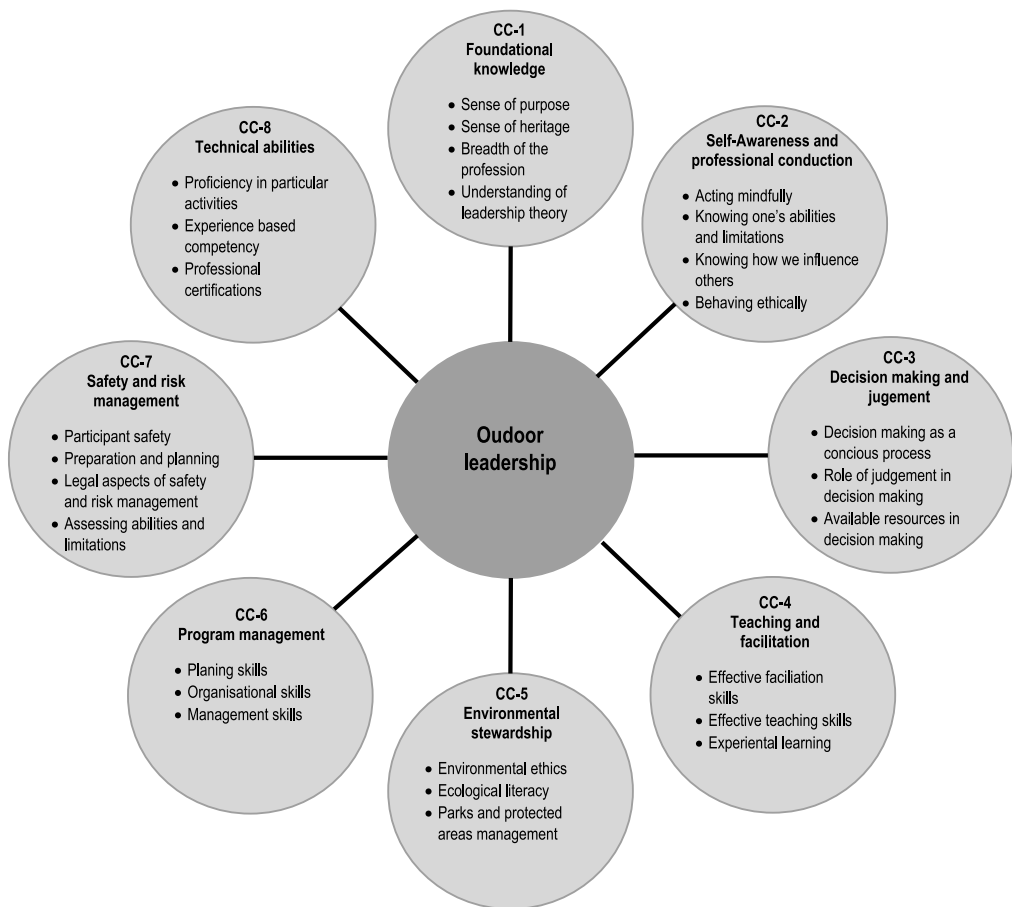 CC-1
Foundational
knowledge
• Sense of purpose
• Sense of heritage
• Breadth of the
profession
• Understanding of
leadership theory
CC-2
Self-Awareness and
professional conduction
• Acting mindfully
• Knowing one's abilities
and limitations
• Knowing how we influence
others
• Behaving ethically
CC-3
Decision making and
jugement
• Decision making as a
concious process
• Role of judgement in
decision making
• Available resources in
decision making
CC-4
Teaching and
facilitation
• Effective faciliation
skills
• Effective teaching skills
• Experiental learning
CC-5
Environmental
stewardship
• Environmental ethics
• Ecological literacy
• Parks and protected
areas management
CC-6
Program management
• Planing skills
• Organisational skills
• Management skills
CC-7
Safety and risk
management
• Participant safety
• Preparation and planning
• Legal aspects of safety
and risk management
• Assessing abilities and
limitations
CC-8
Technical abilities
• Proficiency in particular
activities
• Experience based
competency
• Professional
certifications
Oudoor
leadership